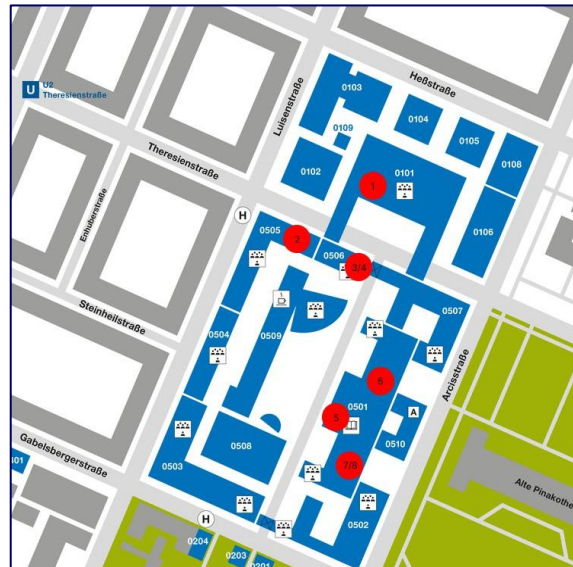 U
U2
Theresienstraße
Heßstraße
Luisenstraße
0103
0104
0109
0105
0108
Theresienstraße
0102
0101
1
0106
H
0505
2
0506
3/4
Enhuberstraße
Steinheilstraße
0504
0509
0507
Arcisstraße
6
0501
5
A
0510
Gabelsbergerstraße
0508
7/8
0503
0502
Alte Pinakothe
401
H
0204
0203
0201